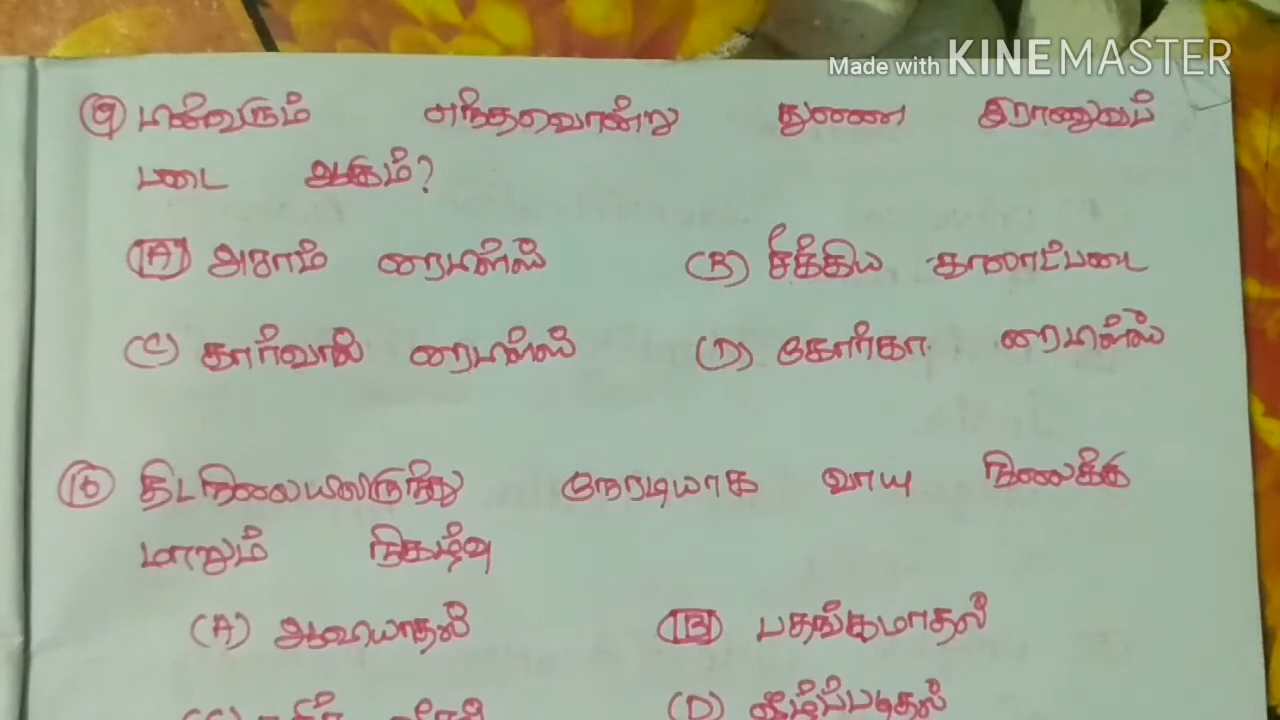 Made with KINEMASTER
9 பின்வரும் எந்தவொன்று துணை இராணுவப்
படை ஆகும்?
(A) அசாம் ரைபிள்ஸ் (B) சீக்கிய காலாட்படை
(C) கார்வால் ரைபிள்ஸ் (D) கோர்கா ரைபிள்ஸ்
10 திடநிலையிலிருந்து நேரடியாக வாயு நிலைக்கு
மாறும் நிகழ்வு
(A) ஆவியாதல் (B) பதங்கமாதல்
(C) (D) வீழ்ப்படிதல்